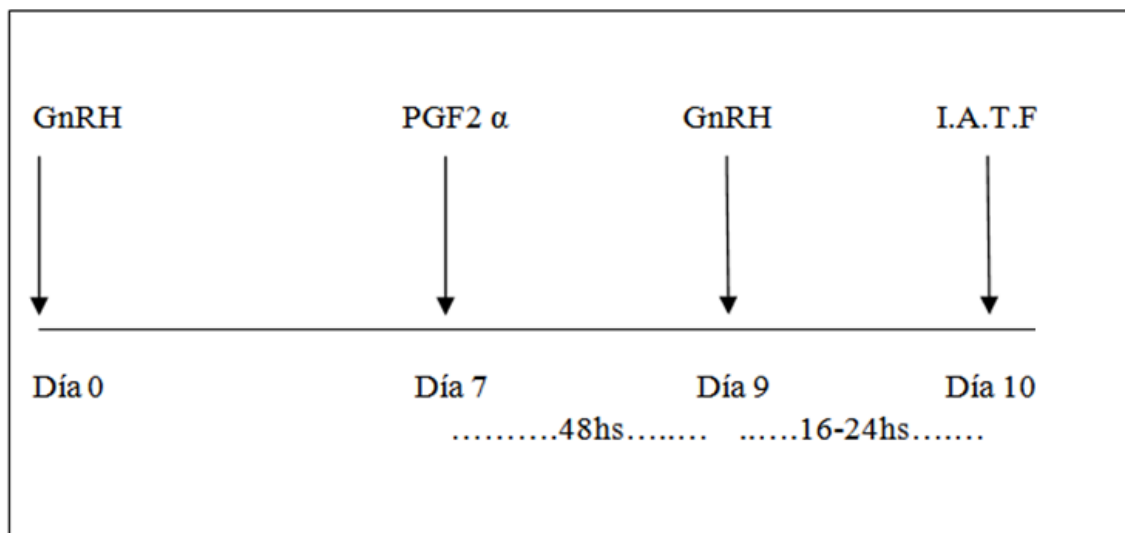 GnRH PGF2 α GnRH I.A.T.F
Día 0 Día 7 Día 9 Día 10
……….48hs…..… ..…..16-24hs….…